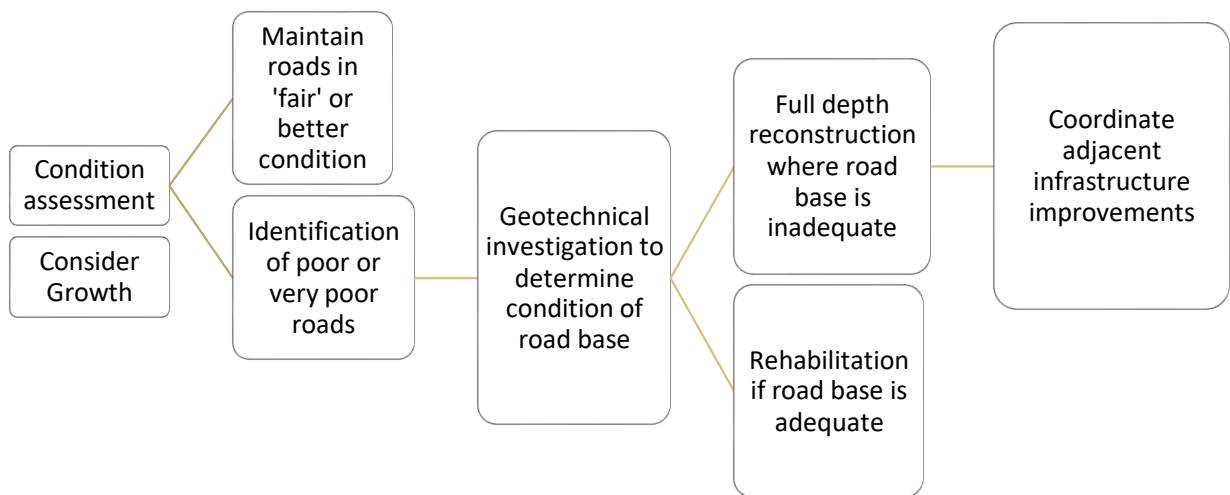 Condition
assessment
Consider
Growth
Maintain
roads in
'fair' or
better
condition
Identification
of poor or
very poor
roads
Geotechnical
investigation to
determine
condition of
road base
Full depth
reconstruction
where road
base is
inadequate
Rehabilitation
if road base is
adequate
Coordinate
adjacent
infrastructure
improvements